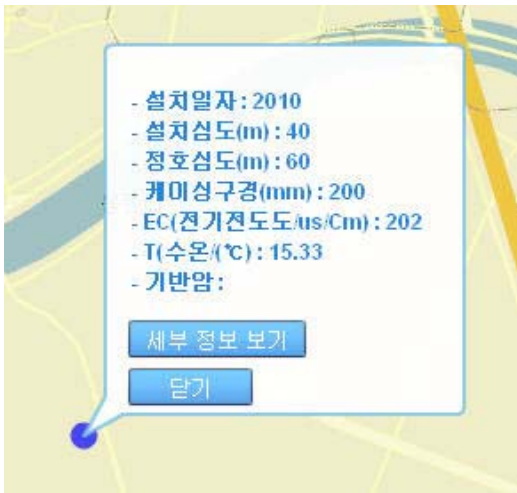 - 설치일자 : 2010
- 설치심도(m) : 40
- 정호심도(m) : 60
- 케이싱구경(mm) : 200
- EC(전기전도도/us/Cm) : 202
- T(수온/(℃) : 15.33
- 기반암 :
세부 정보 보기
닫기